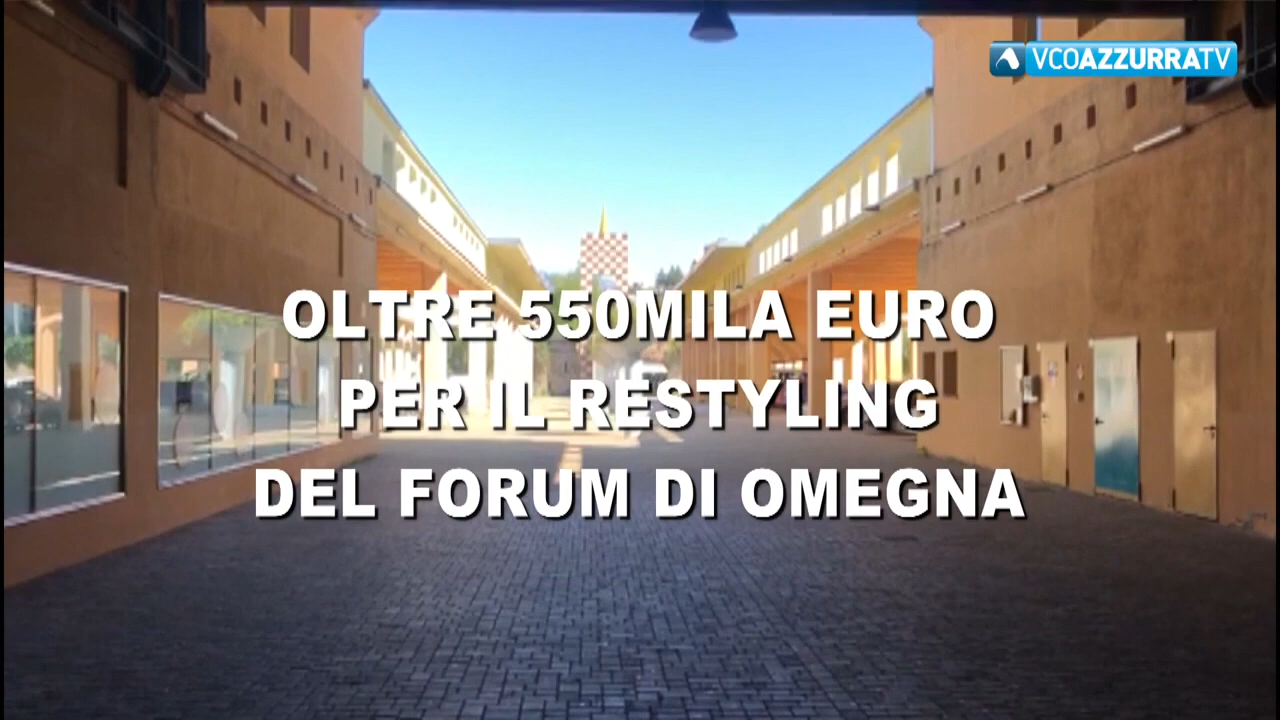 VCOAZZURRATV
OLTRE 550MILA EURO
PER IL RESTYLING
DEL FORUM DI OMEGNA